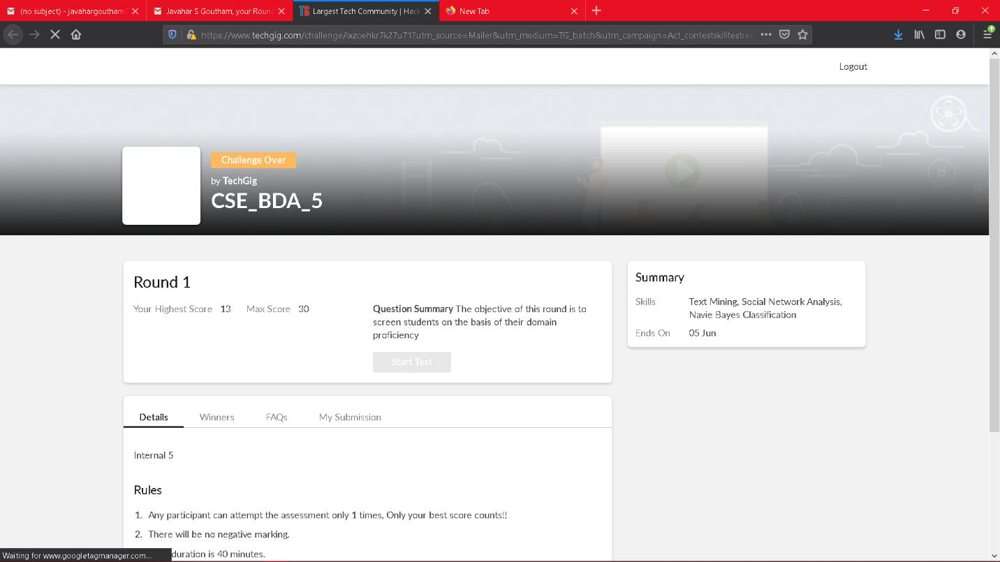 (no subject) - javahargoutham
Javahar S Goutham, your Round
TG Largest Tech Community | Hack
New Tab
https://www.techgig.com/challenge/ixzoehkr7k27u71?utm_source=Mailer&utm_medium=TG_batch&utm_campaign=Act_contestskilltestres
Logout
Challenge Over
by TechGig
CSE_BDA_5
Round 1
Your Highest Score 13 Max Score 30
Question Summary The objective of this round is to
screen students on the basis of their domain
proficiency
Start Test
Summary
Skills Text Mining, Social Network Analysis,
Navie Bayes Classification
Ends On 05 Jun
Details Winners FAQs My Submission
Internal 5
Rules
1. Any participant can attempt the assessment only 1 times, Only your best score counts!!
2. There will be no negative marking.
duration is 40 minutes.
Waiting for www.googletagmanager.com...